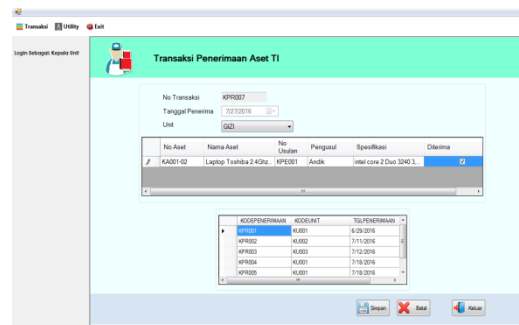 Transaksi Utility Exit
Login Sebagai: Kepala Unit
Transaksi Penerimaan Aset TI
No Transaksi KPR007
Tanggal Penerima 7/27/2016
Unit GIZI
No Aset Nama Aset No Usulan Pengusul Spesifikasi Diterima
KA001-02 Laptop Toshiba 2.4Ghz... KPE001 Andik intel core 2 Duo 3240 3,...
KODEPENERIMAAN KODEUNIT TGLPENERIMAAN
KPR001 KU001 6/29/2016
KPR002 KU002 7/11/2016
KPR003 KU003 7/12/2016
KPR004 KU001 7/18/2016
KPR005 KU001 7/18/2016
Simpan Batal Keluar